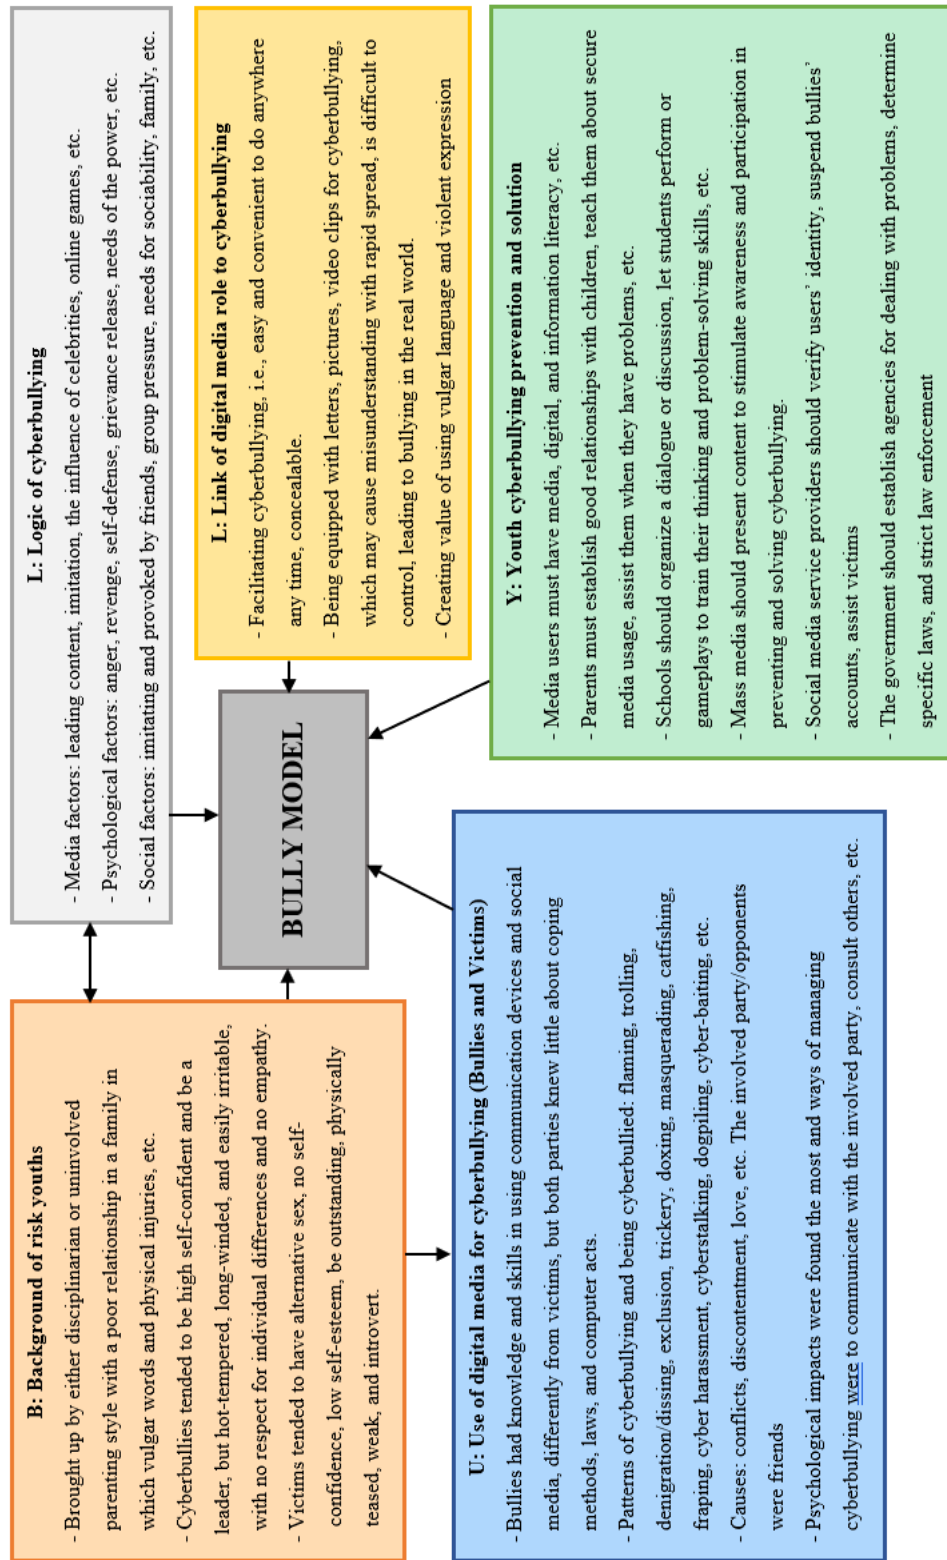 B: Background of risk youths
- Brought up by either disciplinarian or uninvolved
parenting style with a poor relationship in a family in
which vulgar words and physical injuries, etc.
- Cyberbullies tended to be high self-confident and be a
leader, but hot-tempered, long-winded, and easily irritable,
with no respect for individual differences and no empathy.
- Victims tended to have alternative sex, no self-
confidence, low self-esteem, be outstanding, physically
teased, weak, and introvert.
L: Logic of cyberbullying
- Media factors: leading content, imitation, the influence of celebrities, online games, etc.
- Psychological factors: anger, revenge, self-defense, grievance release, needs of the power, etc.
- Social factors: imitating and provoked by friends, group pressure, needs for sociability, family, etc.
BULLY MODEL
L: Link of digital media role to cyberbullying
- Facilitating cyberbullying, i.e., easy and convenient to do anywhere
any time, concealable.
- Being equipped with letters, pictures, video clips for cyberbullying,
which may cause misunderstanding with rapid spread, is difficult to
control, leading to bullying in the real world.
- Creating value of using vulgar language and violent expression
U: Use of digital media for cyberbullying (Bullies and Victims)
- Bullies had knowledge and skills in using communication devices and social
media, differently from victims, but both parties knew little about coping
methods, laws, and computer acts.
- Patterns of cyberbullying and being cyberbullied: flaming, trolling,
denigration/dissing, exclusion, trickery, doxing, masquerading, catfishing,
fraping, cyber harassment, cyberstalking, dogpiling, cyber-baiting, etc.
- Causes: conflicts, discontentment, love, etc. The involved party/opponents
were friends
- Psychological impacts were found the most and ways of managing
cyberbullying were to communicate with the involved party, consult others, etc.
Y: Youth cyberbullying prevention and solution
- Media users must have media, digital, and information literacy, etc.
- Parents must establish good relationships with children, teach them about secure
media usage, assist them when they have problems, etc.
- Schools should organize a dialogue or discussion, let students perform or
gameplays to train their thinking and problem-solving skills, etc.
- Mass media should present content to stimulate awareness and participation in
preventing and solving cyberbullying.
- Social media service providers should verify users' identity, suspend bullies'
accounts, assist victims
- The government should establish agencies for dealing with problems, determine
specific laws, and strict law enforcement